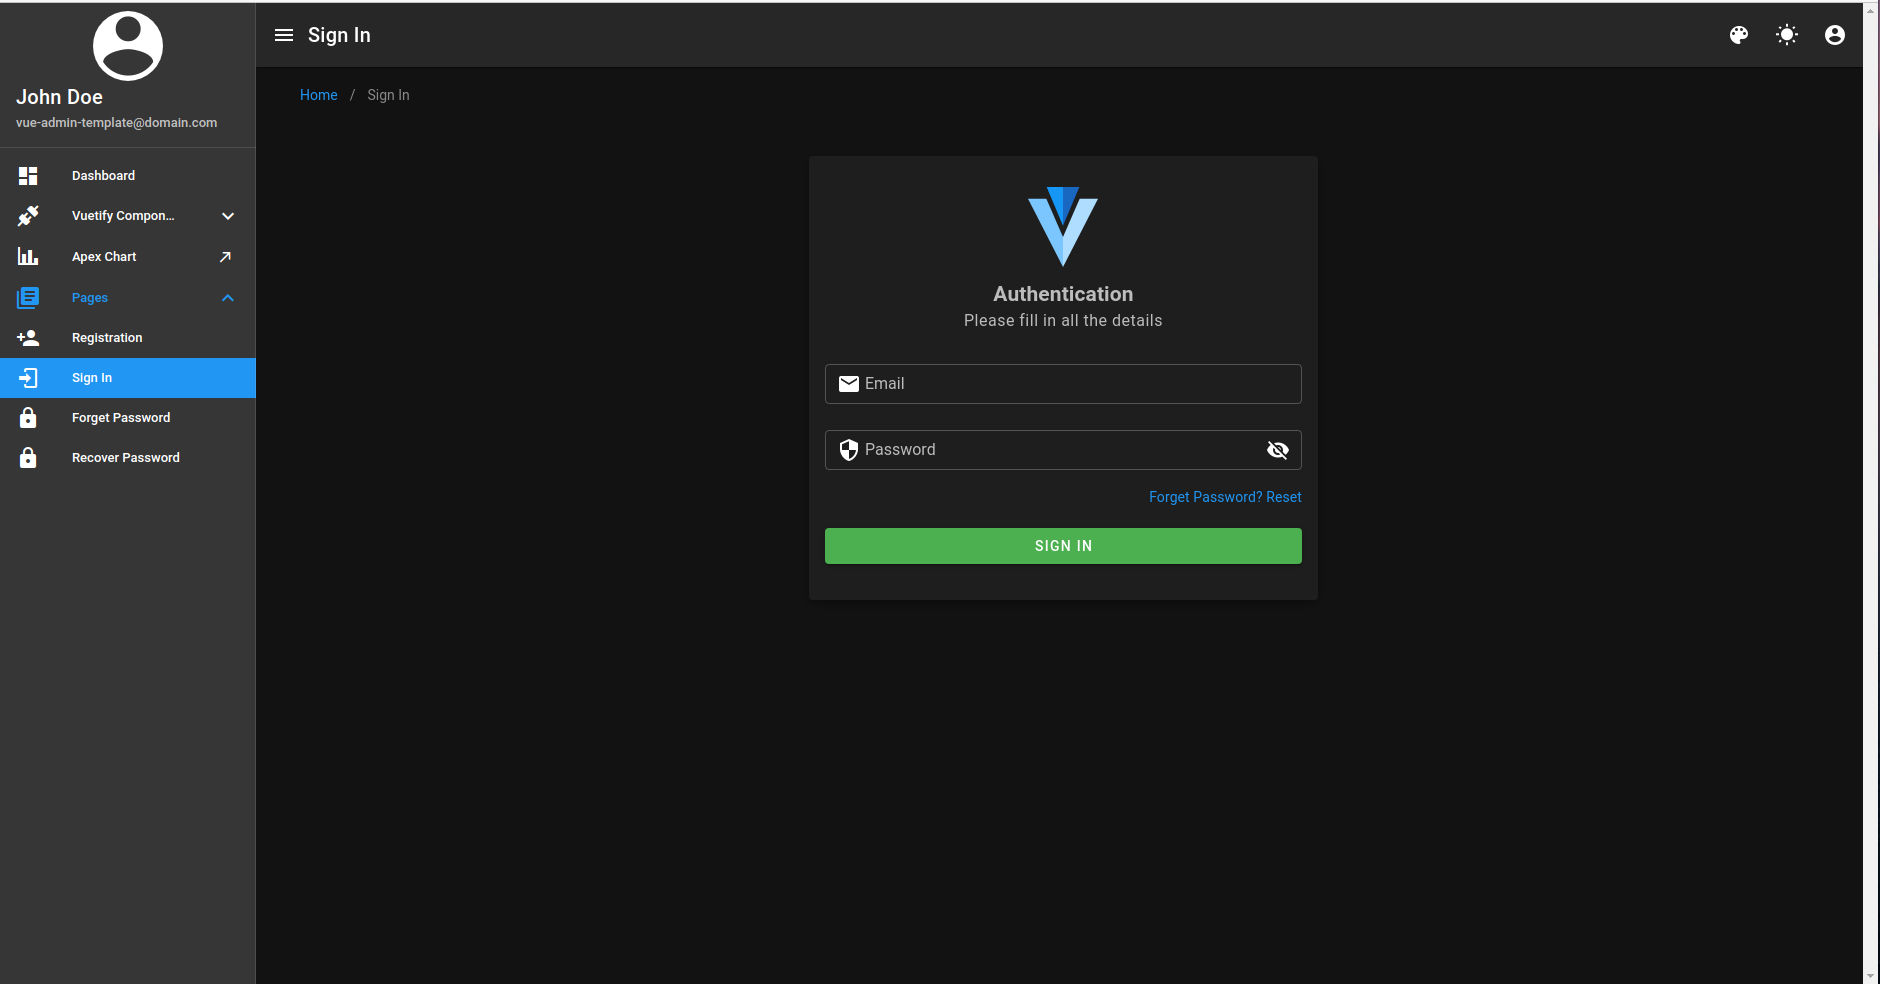 John Doe
vue-admin-template@domain.com
Dashboard
Vuetify Compon...
Apex Chart
Pages
Registration
Sign In
Forget Password
Recover Password
Sign In
Home / Sign In
Authentication
Please fill in all the details
Email
Password
Forget Password? Reset
SIGN IN